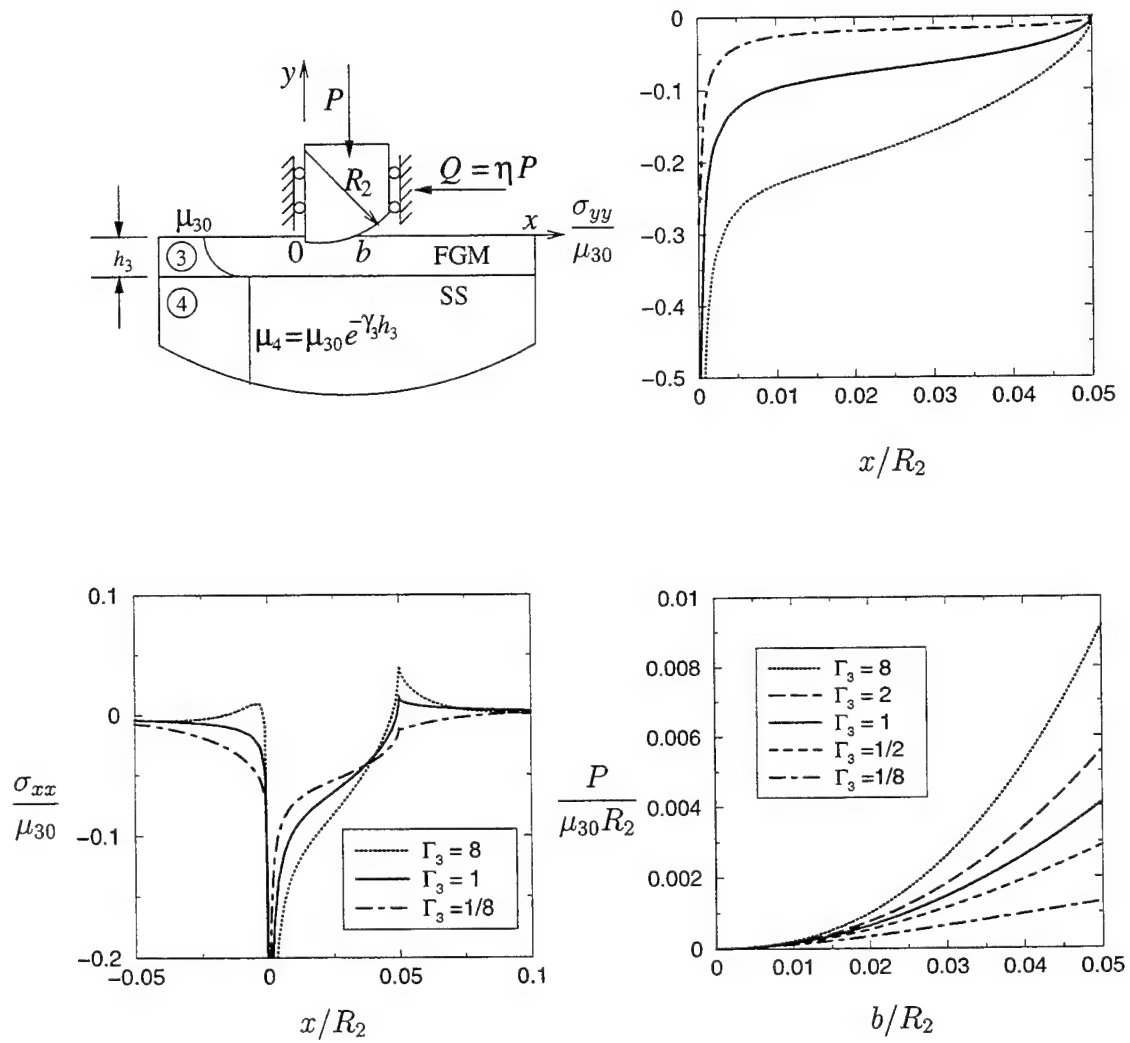 y
P
R₂
Q = ηP
μ₃₀
x
0
b
h₃
③
FGM
④
SS
μ₄ = μ₃₀e^{-γ₃h₃}
σ_{yy}
μ₃₀
0
−0.1
−0.2
−0.3
−0.4
−0.5
0 0.01 0.02 0.03 0.04 0.05
x/R₂
σ_{xx}
μ₃₀
0.1
0
−0.1
−0.2
−0.05 0 0.05 0.1
x/R₂
Γ₃ = 8
Γ₃ = 1
Γ₃ =1/8
P
μ₃₀R₂
0.01
0.008
0.006
0.004
0.002
0
0 0.01 0.02 0.03 0.04 0.05
b/R₂
Γ₃ = 8
Γ₃ = 2
Γ₃ = 1
Γ₃ =1/2
Γ₃ =1/8